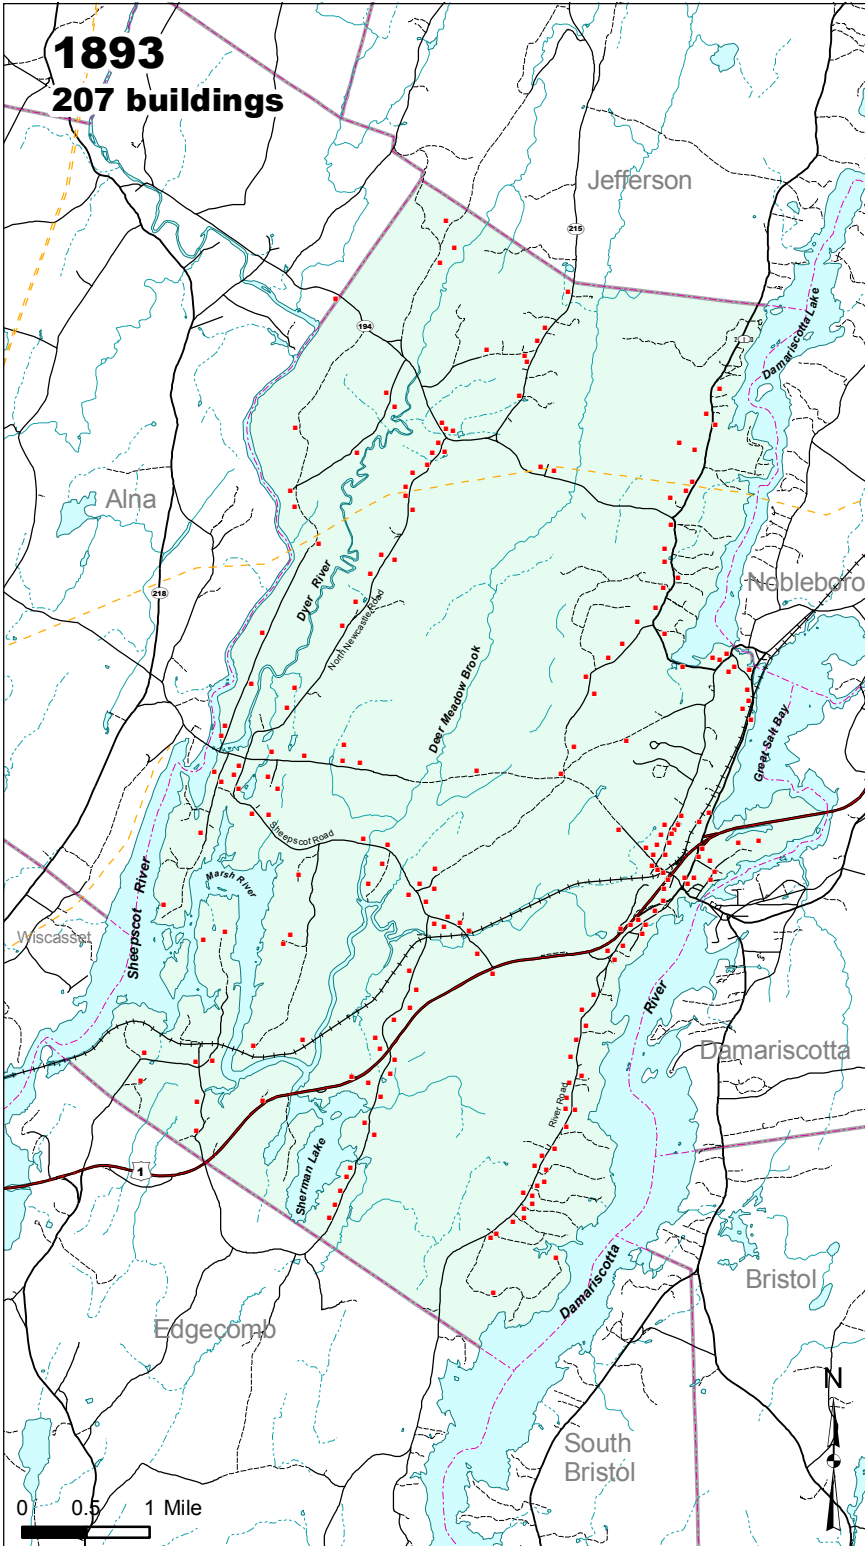 1893
207 buildings
Jefferson
215
Damariscotta Lake
194
Alna
Dyer River
North Newcastle Road
218
Nobleboro
Deer Meadow Brook
Great Salt Bay
Sheepscot Road
Marsh River
Sheepscot River
Wiscasset
River
Damariscotta
River Road
1
Sherman Lake
Damariscotta
Bristol
Edgecomb
N
South
Bristol
0 0.5 1 Mile